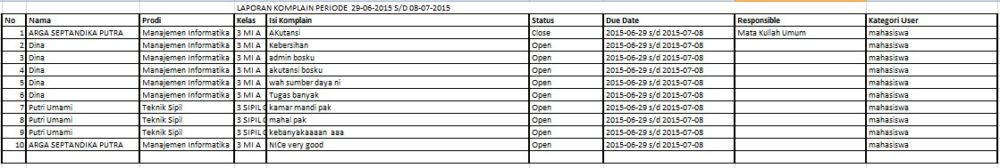 LAPORAN KOMPLAIN PERIODE 29-06-2015 S/D 08-07-2015
No Nama Prodi Kelas Isi Komplain Status Due Date Responsible Kategori User
1 ARGA SEPTANDIKA PUTRA Manajemen Informatika 3 MI A AKutansi Close 2015-06-29 s/d 2015-07-08 Mata Kuliah Umum mahasiswa
2 Dina Manajemen Informatika 3 MI A Kebersihan Open 2015-06-29 s/d 2015-07-08 mahasiswa
3 Dina Manajemen Informatika 3 MI A admin bosku Open 2015-06-29 s/d 2015-07-08 mahasiswa
4 Dina Manajemen Informatika 3 MI A akutansi bosku Open 2015-06-29 s/d 2015-07-08 mahasiswa
5 Dina Manajemen Informatika 3 MI A wah sumber daya ni Open 2015-06-29 s/d 2015-07-08 mahasiswa
6 Dina Manajemen Informatika 3 MI A Tugas banyak Open 2015-06-29 s/d 2015-07-08 mahasiswa
7 Putri Umami Teknik Sipil 3 SIPIL kamar mandi pak Open 2015-06-29 s/d 2015-07-08 mahasiswa
8 Putri Umami Teknik Sipil 3 SIPIL mahal pak Open 2015-06-29 s/d 2015-07-08 mahasiswa
9 Putri Umami Teknik Sipil 3 SIPIL kebanyakaaaan aaa Open 2015-06-29 s/d 2015-07-08 mahasiswa
10 ARGA SEPTANDIKA PUTRA Manajemen Informatika 3 MI A NICe very good Open 2015-06-29 s/d 2015-07-08 mahasiswa